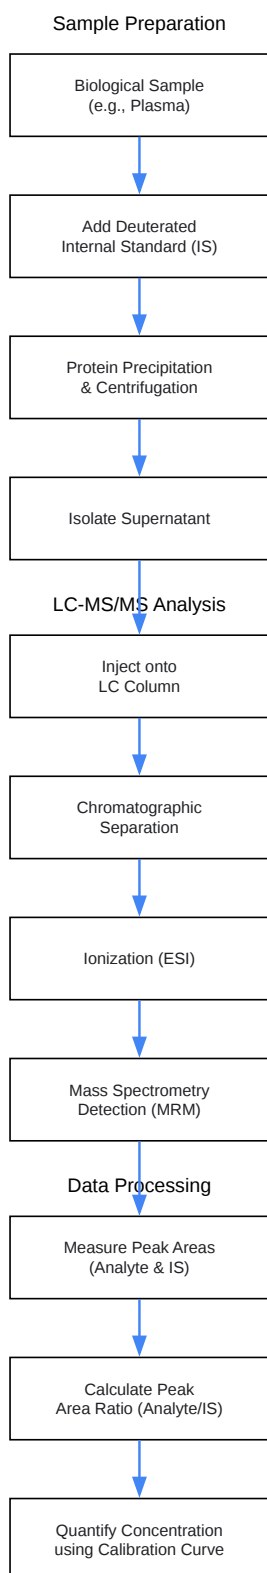 Sample Preparation
Biological Sample
(e.g., Plasma)
Add Deuterated
Internal Standard (IS)
Protein Precipitation
& Centrifugation
Isolate Supernatant
LC-MS/MS Analysis
Inject onto
LC Column
Chromatographic
Separation
Ionization (ESI)
Mass Spectrometry
Detection (MRM)
Data Processing
Measure Peak Areas
(Analyte & IS)
Calculate Peak
Area Ratio (Analyte/IS)
Quantify Concentration
using Calibration Curve